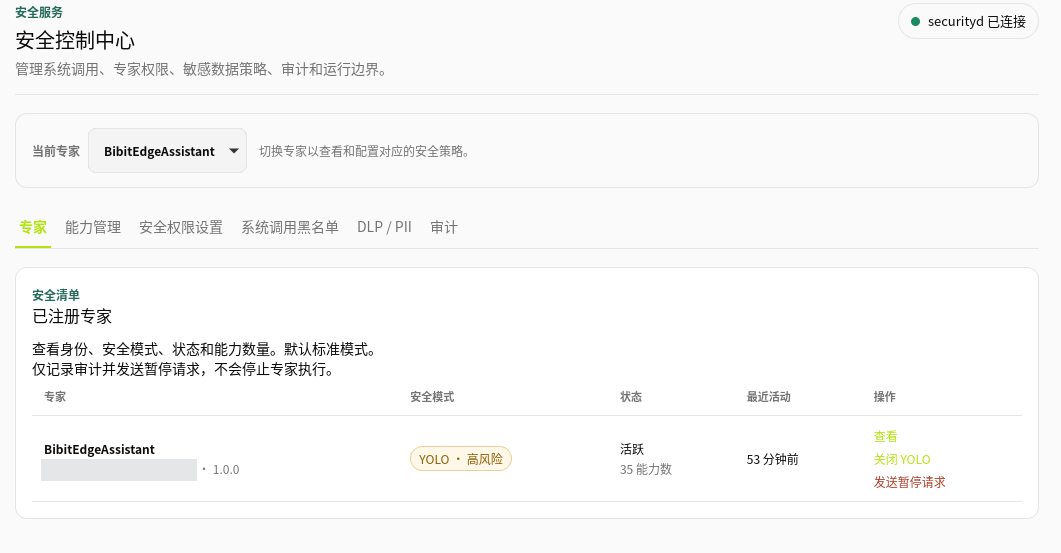 安全服务
安全控制中心
管理系统调用、专家权限、敏感数据策略、审计和运行边界。
securityd 已连接
当前专家 BibitEdgeAssistant 切换专家以查看和配置对应的安全策略。
专家 能力管理 安全权限设置 系统调用黑名单 DLP / PII 审计
安全清单
已注册专家
查看身份、安全模式、状态和能力数量。默认标准模式。
仅记录审计并发送暂停请求，不会停止专家执行。
专家 安全模式 状态 最近活动 操作
BibitEdgeAssistant
· 1.0.0
YOLO · 高风险
活跃
35 能力数
53 分钟前
查看
关闭 YOLO
发送暂停请求